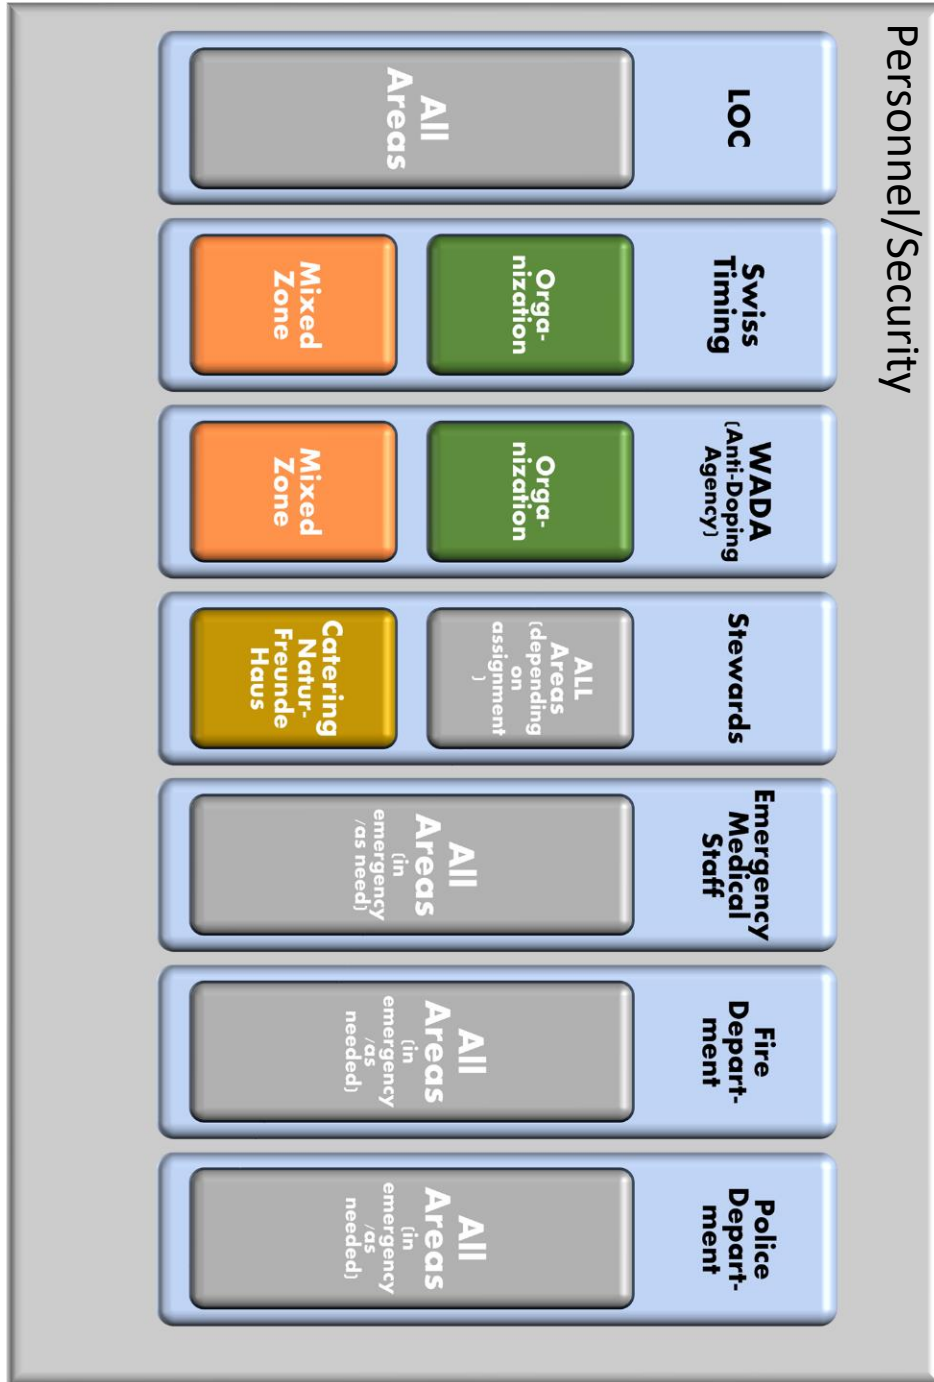 Personnel/Security
LOC
All
Areas
Swiss
Timing
Orga-
nization
Mixed
Zone
WADA
(Anti-Doping
Agency)
Orga-
nization
Mixed
Zone
Stewards
ALL
Areas
(depending
on
assignment
)
Catering
Natur-
Freunde
Haus
Emergency
Medical
Staff
All
Areas
(in
emergency
/as need)
Fire
Depart-
ment
All
Areas
(in
emergency
/as
needed)
Police
Depart-
ment
All
Areas
(in
emergency
/as
needed)